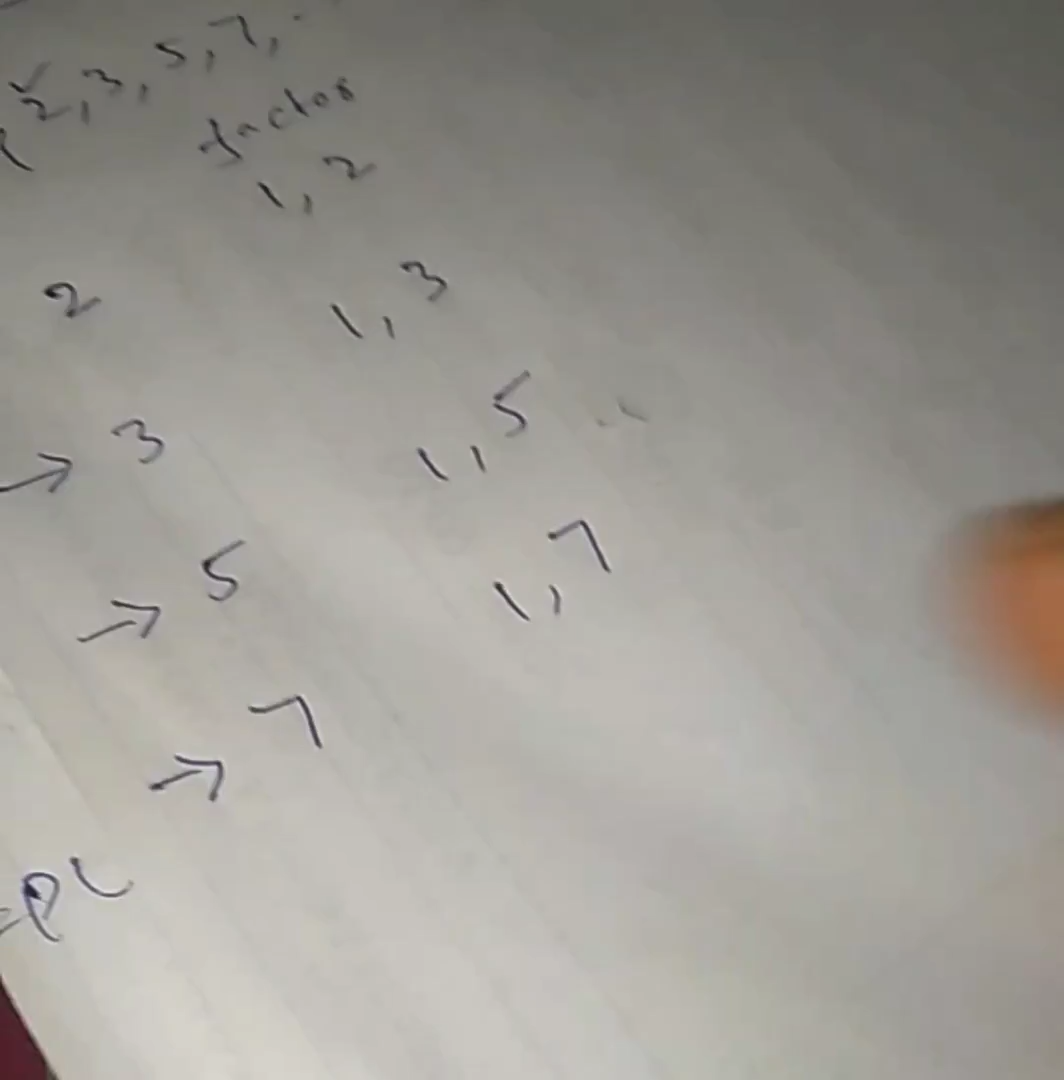 2, 3, 5, 7, .
factor
1, 2
2 1, 3
→ 3 1, 5
→ 5 1, 7
→ 7